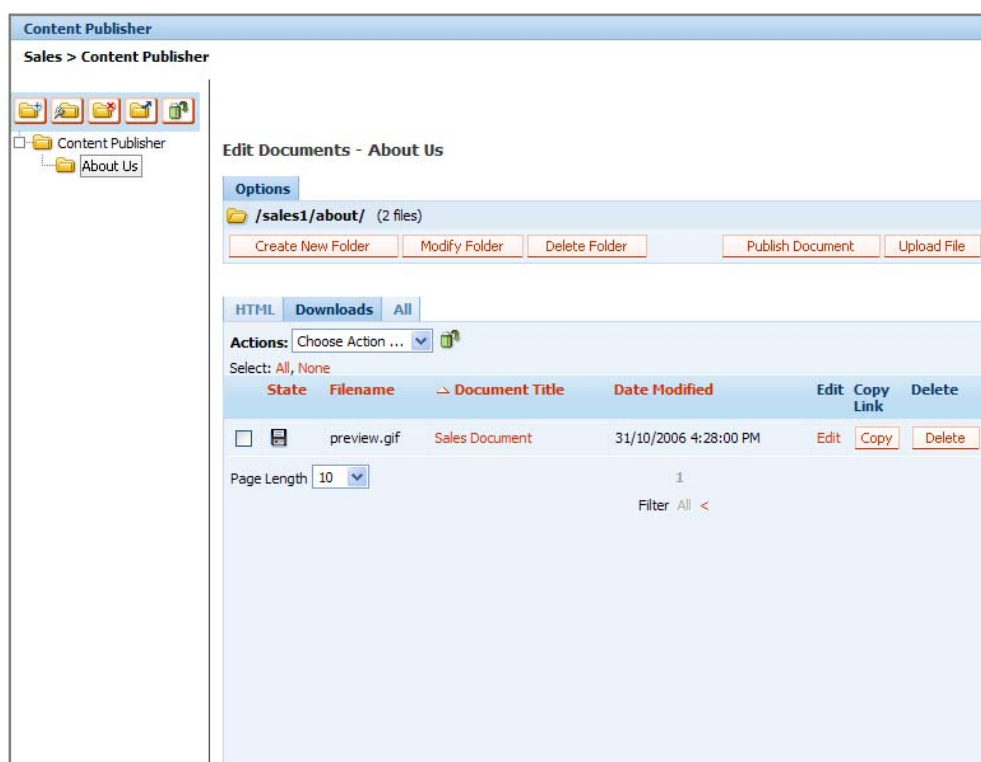 Content Publisher
Sales > Content Publisher
Content Publisher
About Us
Edit Documents - About Us
Options
/sales1/about/ (2 files)
Create New Folder Modify Folder Delete Folder Publish Document Upload File
HTML Downloads All
Actions: Choose Action ...
Select: All, None
State Filename Document Title Date Modified Edit Copy Link Delete
preview.gif Sales Document 31/10/2006 4:28:00 PM Edit Copy Delete
Page Length 10 1
Filter All <